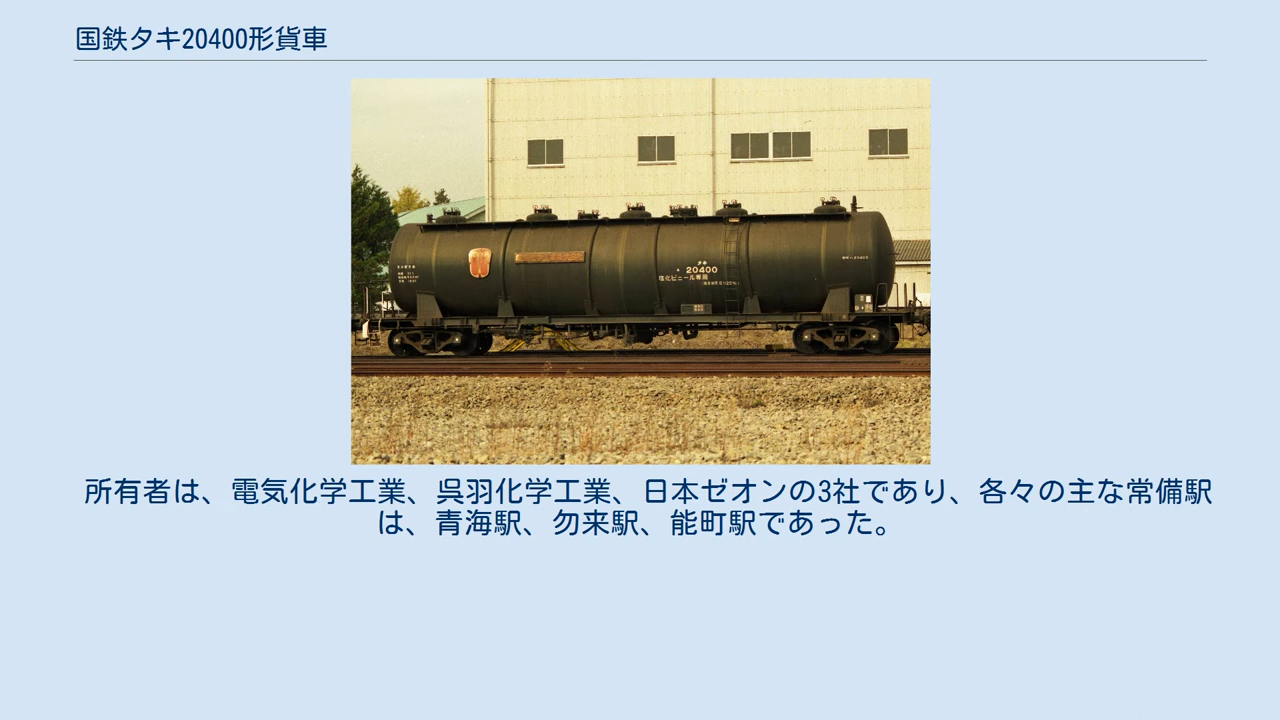 国鉄タキ20400形貨車
タキ
20400
塩化ビニール専用
所有者は、電気化学工業、呉羽化学工業、日本ゼオンの3社であり、各々の主な常備駅
は、青海駅、勿来駅、能町駅であった。